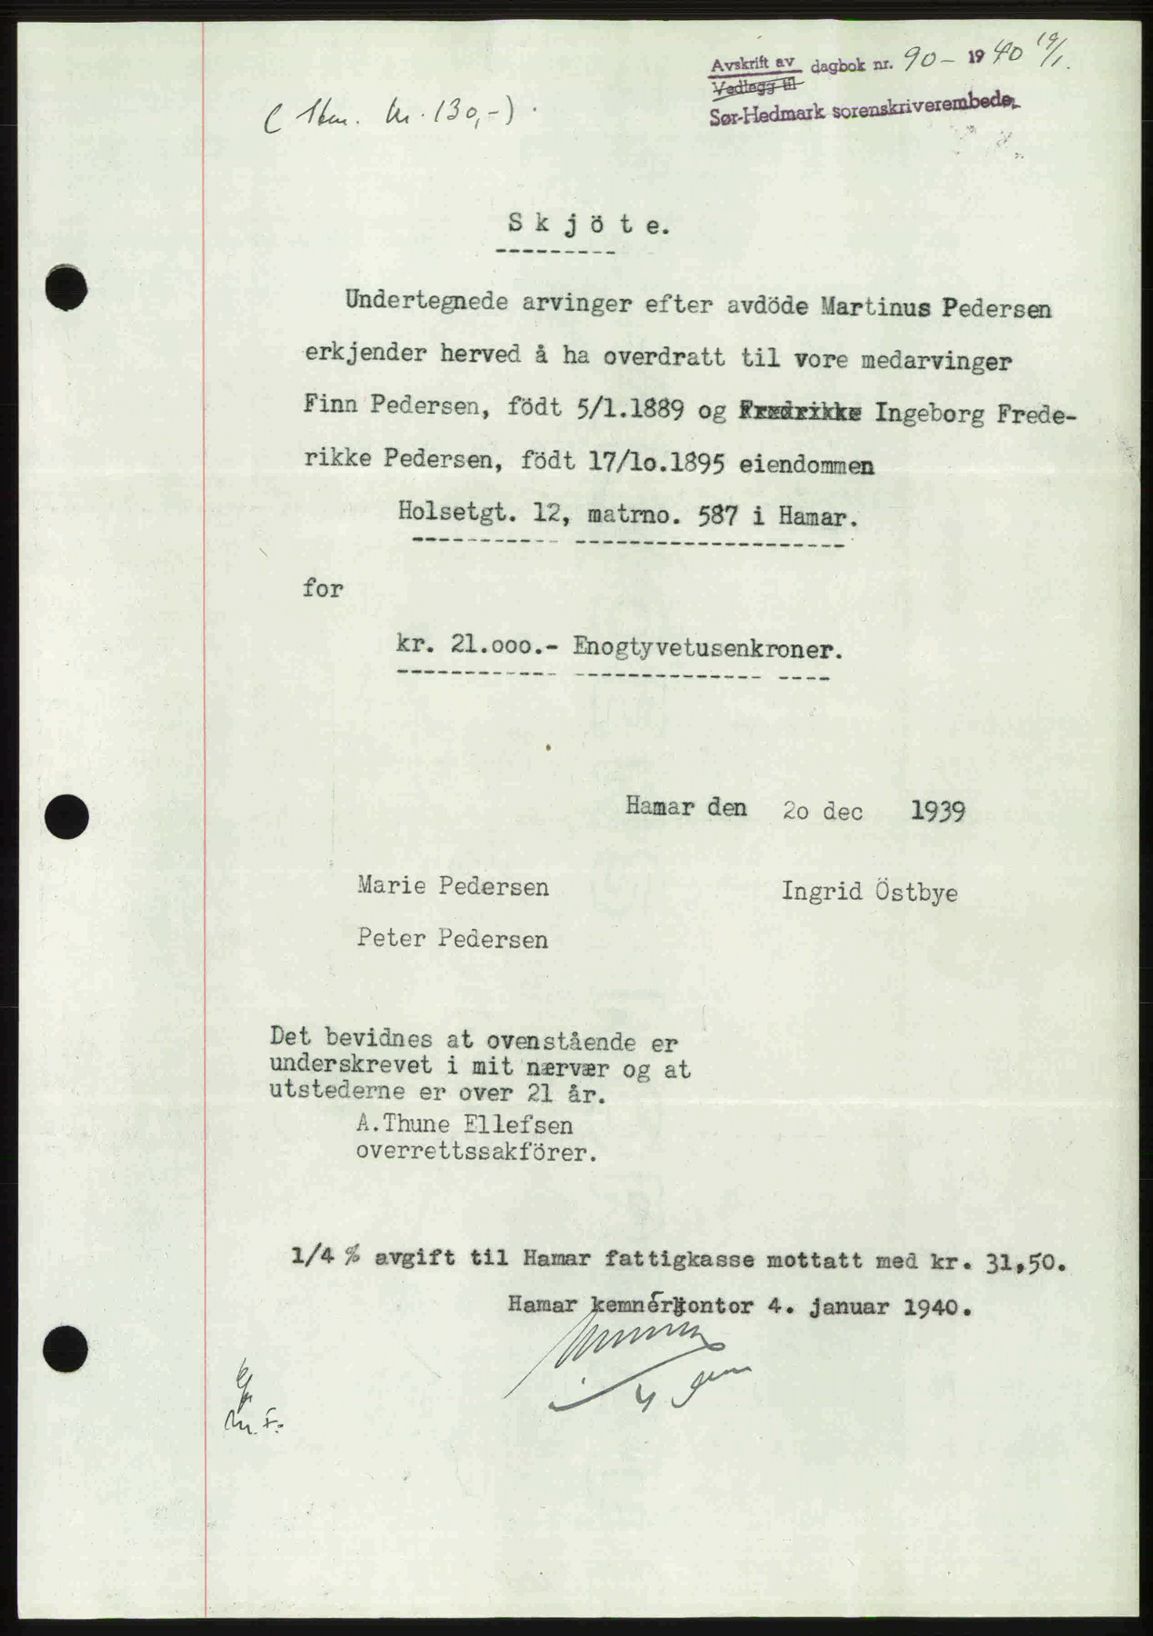 Avskrift av dagbok nr. 90 - 1940 19/1.
Vedlegg til
Sør-Hedmark sorenskriverembede.
( Stem. kr. 130,-)
Skjöte.
Undertegnede arvinger efter avdöde Martinus Pedersen
erkjender herved å ha overdratt til vore medarvinger
Finn Pedersen, födt 5/1.1889 og Fredrikke Ingeborg Frede-
rikke Pedersen, födt 17/1o.1895 eiendommen
Holsetgt. 12, matrno. 587 i Hamar.
for
kr. 21.ooo.- Enogtyvetusenkroner.
Hamar den 2o dec 1939
Marie Pedersen Ingrid Östbye
Peter Pedersen
Det bevidnes at ovenstående er
underskrevet i mit nærvær og at
utstederne er over 21 år.
A.Thune Ellefsen
overrettssakförer.
1/4 % avgift til Hamar fattigkasse mottatt med kr. 31,50.
Hamar kemnerkontor 4. januar 1940.